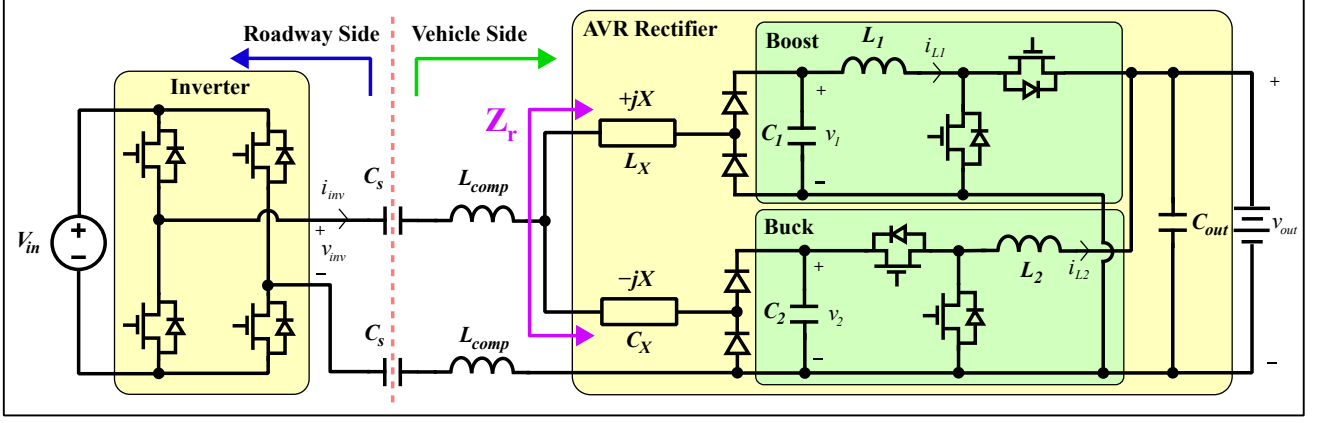 Roadway Side
Vehicle Side
AVR Rectifier
Boost
L1
iL1
Inverter
Zr
+jX
LX
+
C1
v1
−
Cs
Lcomp
iinv
+
vinv
−
Vin
+
−
Buck
−jX
CX
+
C2
v2
−
L2
iL2
Cout
+
vout
−
Cs
Lcomp